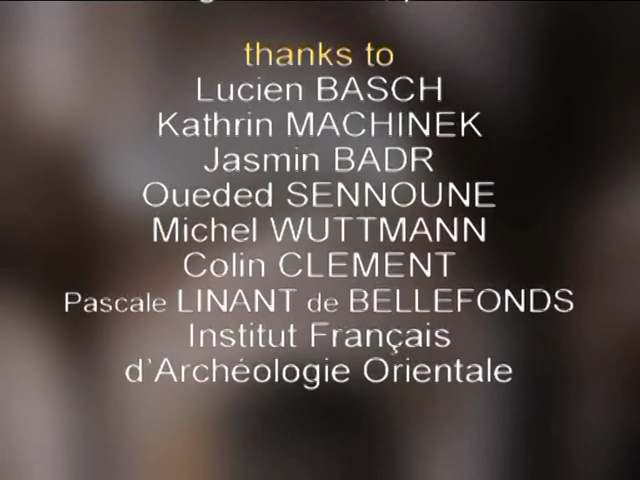 thanks to
Lucien BASCH
Kathrin MACHINEK
Jasmin BADR
Oueded SENNOUNE
Michel WUTTMANN
Colin CLEMENT
Pascale LINANT de BELLEFONDS
Institut Français
d'Archéologie Orientale